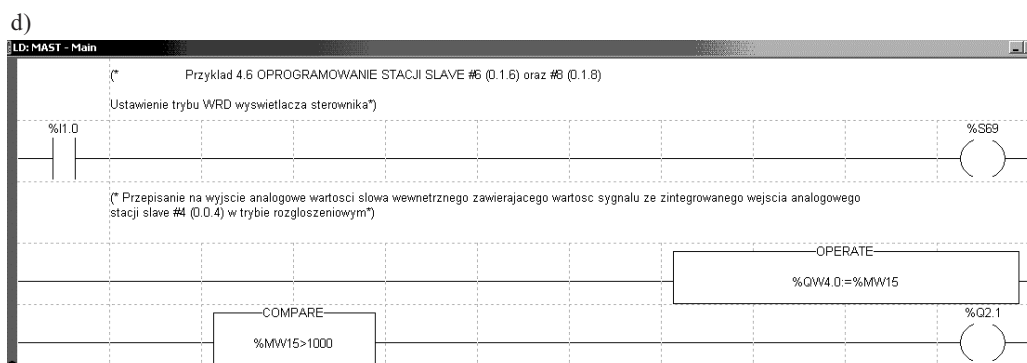 d)
LD: MAST - Main
(* Przyklad 4.6 OPROGRAMOWANIE STACJI SLAVE #6 (0.1.6) oraz #8 (0.1.8)
Ustawienie trybu WRD wyswietlacza sterownika*)
%I1.0
%S69
(* Przepisanie na wyjscie analogowe wartosci slowa wewnetrznego zawierajacego wartosc sygnalu ze zintegrowanego wejscia analogowego
stacji slave #4 (0.0.4) w trybie rozgloszeniowym*)
OPERATE
%QW4.0:=%MW15
COMPARE
%Q2.1
%MW15>1000